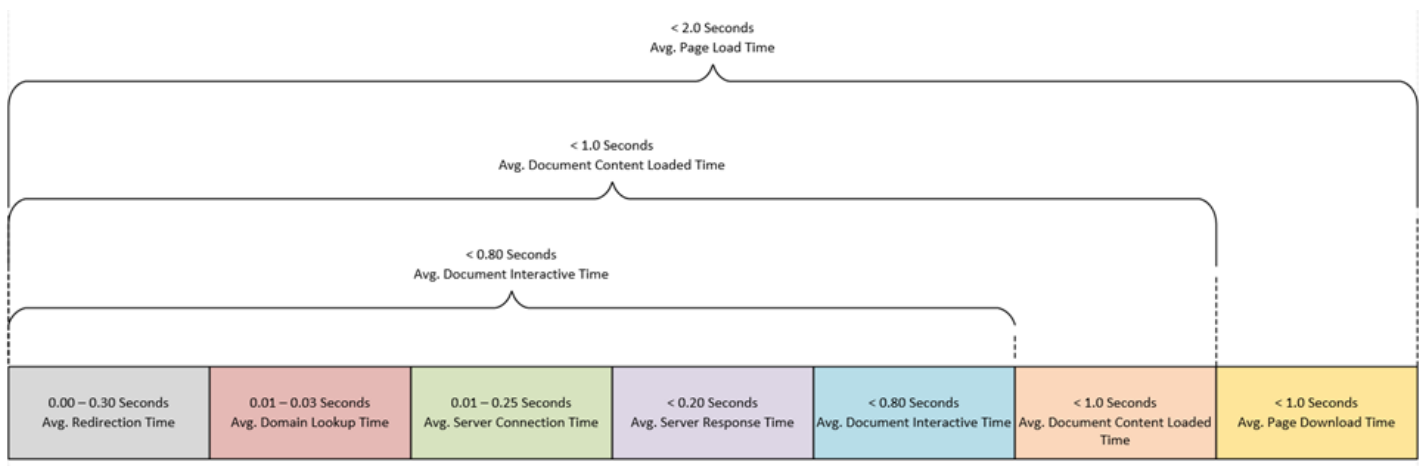 < 2.0 Seconds
Avg. Page Load Time
< 1.0 Seconds
Avg. Document Content Loaded Time
< 0.80 Seconds
Avg. Document Interactive Time
0.00 – 0.30 Seconds
Avg. Redirection Time
0.01 – 0.03 Seconds
Avg. Domain Lookup Time
0.01 – 0.25 Seconds
Avg. Server Connection Time
< 0.20 Seconds
Avg. Server Response Time
< 0.80 Seconds
Avg. Document Interactive Time
< 1.0 Seconds
Avg. Document Content Loaded
Time
< 1.0 Seconds
Avg. Page Download Time